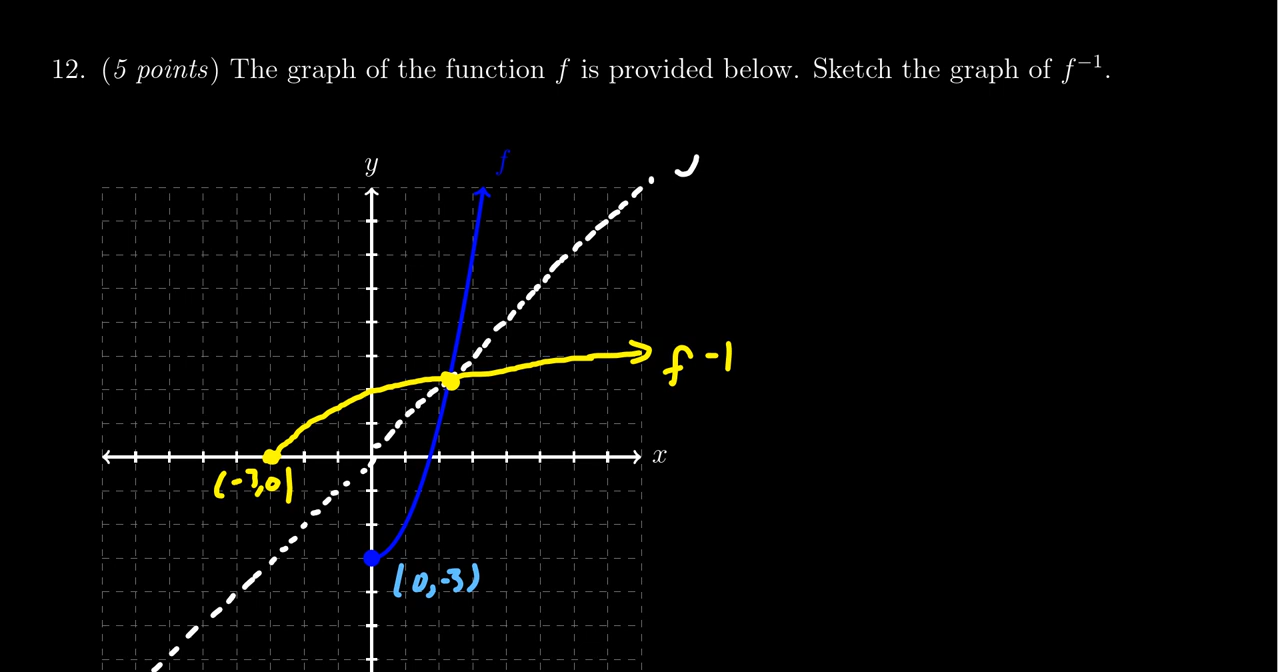 12. (5 points) The graph of the function f is provided below. Sketch the graph of f⁻¹.
y
f
f -1
x
(-3,0)
(0,-3)